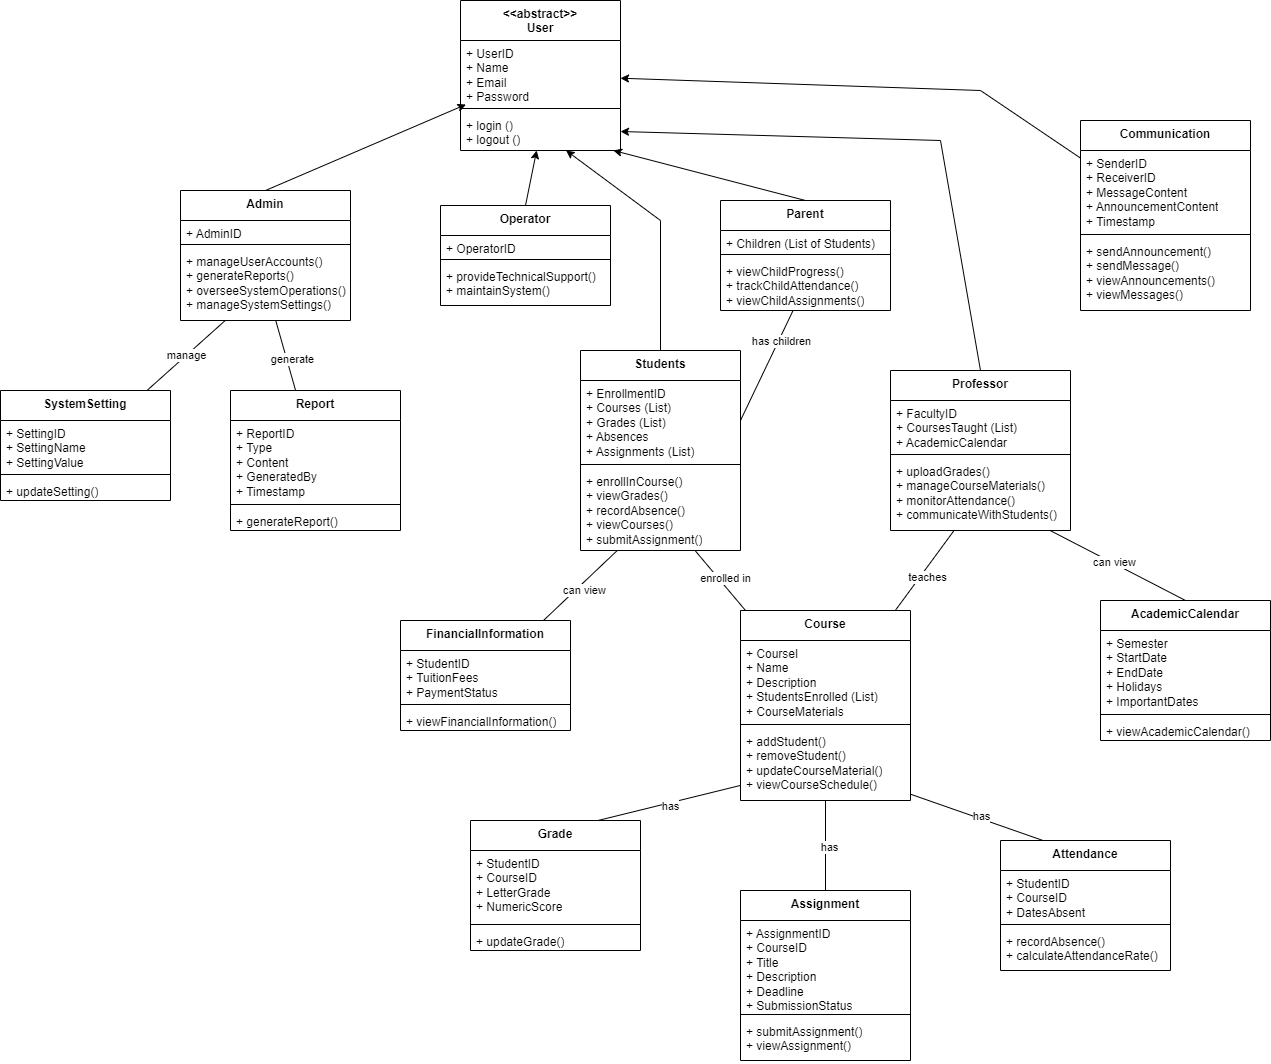 <<abstract>>
User
+ UserID
+ Name
+ Email
+ Password
+ login ()
+ logout ()
Communication
+ SenderID
+ ReceiverID
+ MessageContent
+ AnnouncementContent
+ Timestamp
+ sendAnnouncement()
+ sendMessage()
+ viewAnnouncements()
+ viewMessages()
Admin
+ AdminID
+ manageUserAccounts()
+ generateReports()
+ overseeSystemOperations()
+ manageSystemSettings()
Operator
+ OperatorID
+ provideTechnicalSupport()
+ maintainSystem()
Parent
+ Children (List of Students)
+ viewChildProgress()
+ trackChildAttendance()
+ viewChildAssignments()
manage
generate
has children
SystemSetting
+ SettingID
+ SettingName
+ SettingValue
+ updateSetting()
Report
+ ReportID
+ Type
+ Content
+ GeneratedBy
+ Timestamp
+ generateReport()
Students
+ EnrollmentID
+ Courses (List)
+ Grades (List)
+ Absences
+ Assignments (List)
+ enrollInCourse()
+ viewGrades()
+ recordAbsence()
+ viewCourses()
+ submitAssignment()
Professor
+ FacultyID
+ CoursesTaught (List)
+ AcademicCalendar
+ uploadGrades()
+ manageCourseMaterials()
+ monitorAttendance()
+ communicateWithStudents()
can view
enrolled in
teaches
can view
FinancialInformation
+ StudentID
+ TuitionFees
+ PaymentStatus
+ viewFinancialInformation()
Course
+ CourseI
+ Name
+ Description
+ StudentsEnrolled (List)
+ CourseMaterials
+ addStudent()
+ removeStudent()
+ updateCourseMaterial()
+ viewCourseSchedule()
AcademicCalendar
+ Semester
+ StartDate
+ EndDate
+ Holidays
+ ImportantDates
+ viewAcademicCalendar()
has
has
has
Grade
+ StudentID
+ CourseID
+ LetterGrade
+ NumericScore
+ updateGrade()
Assignment
+ AssignmentID
+ CourseID
+ Title
+ Description
+ Deadline
+ SubmissionStatus
+ submitAssignment()
+ viewAssignment()
Attendance
+ StudentID
+ CourseID
+ DatesAbsent
+ recordAbsence()
+ calculateAttendanceRate()